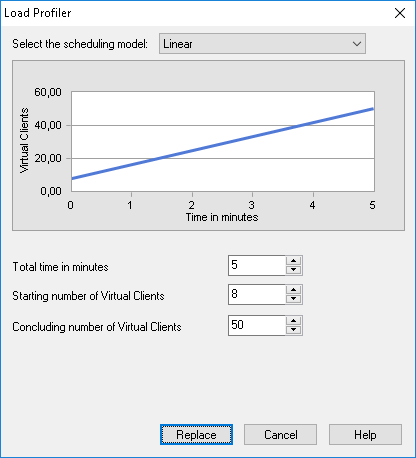 Load Profiler
Select the scheduling model: Linear
60,00
40,00
20,00
0,00
Virtual Clients
0 1 2 3 4 5
Time in minutes
Total time in minutes 5
Starting number of Virtual Clients 8
Concluding number of Virtual Clients 50
Replace Cancel Help